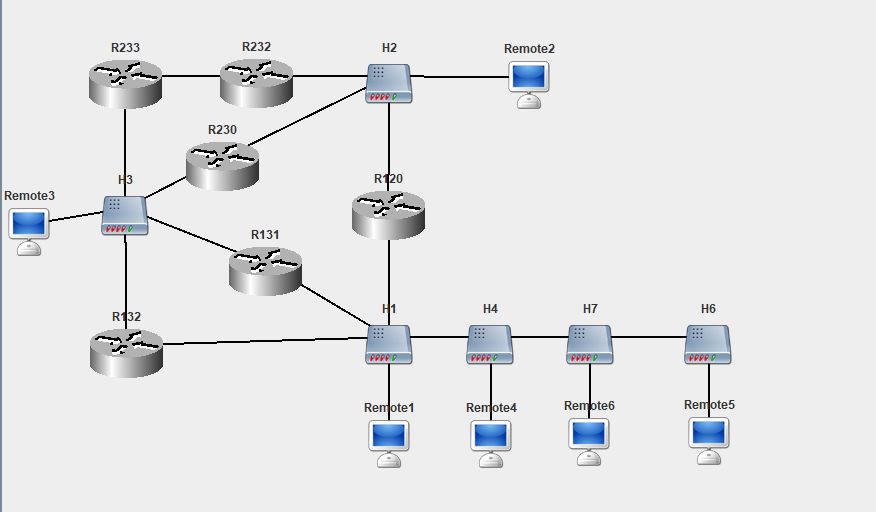 R233
R232
H2
Remote2
R230
H3
R120
Remote3
R131
R132
H1
H4
H7
H6
Remote1
Remote4
Remote6
Remote5